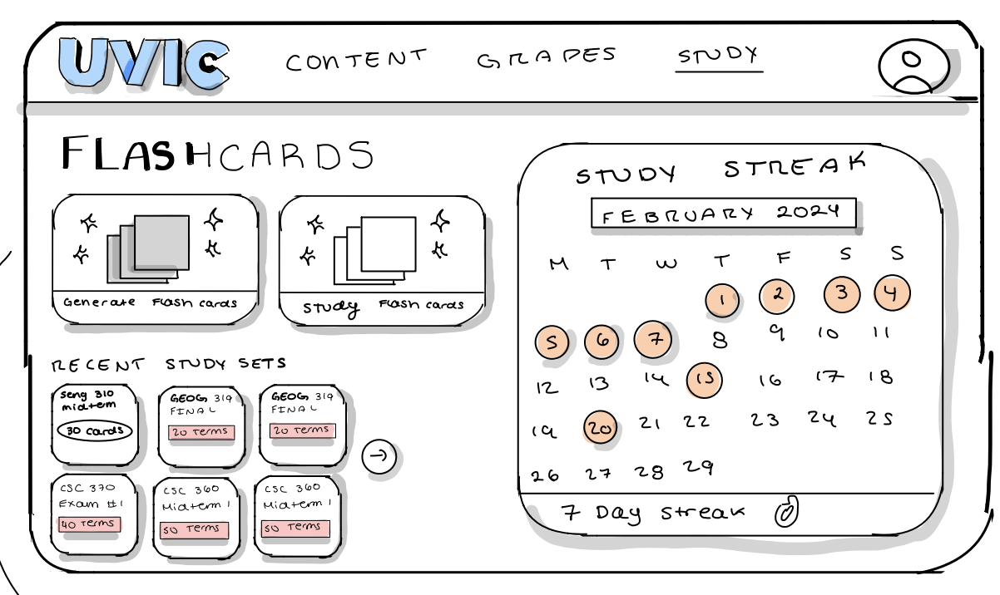 UVIC CONTENT GRADES STUDY
FLASHCARDS
Generate Flash cards
Study Flash cards
RECENT STUDY SETS
Seng 310
midterm
30 cards
GEOG 319
FINAL
20 Terms
GEOG 319
FINAL
20 Terms
CSC 370
Exam #1
40 Terms
CSC 360
Midterm 1
50 Terms
CSC 360
Midterm 1
50 Terms
STUDY STREAK
FEBRUARY 2024
M T W T F S S
1 2 3 4
5 6 7 8 9 10 11
12 13 14 15 16 17 18
19 20 21 22 23 24 25
26 27 28 29
7 Day streak